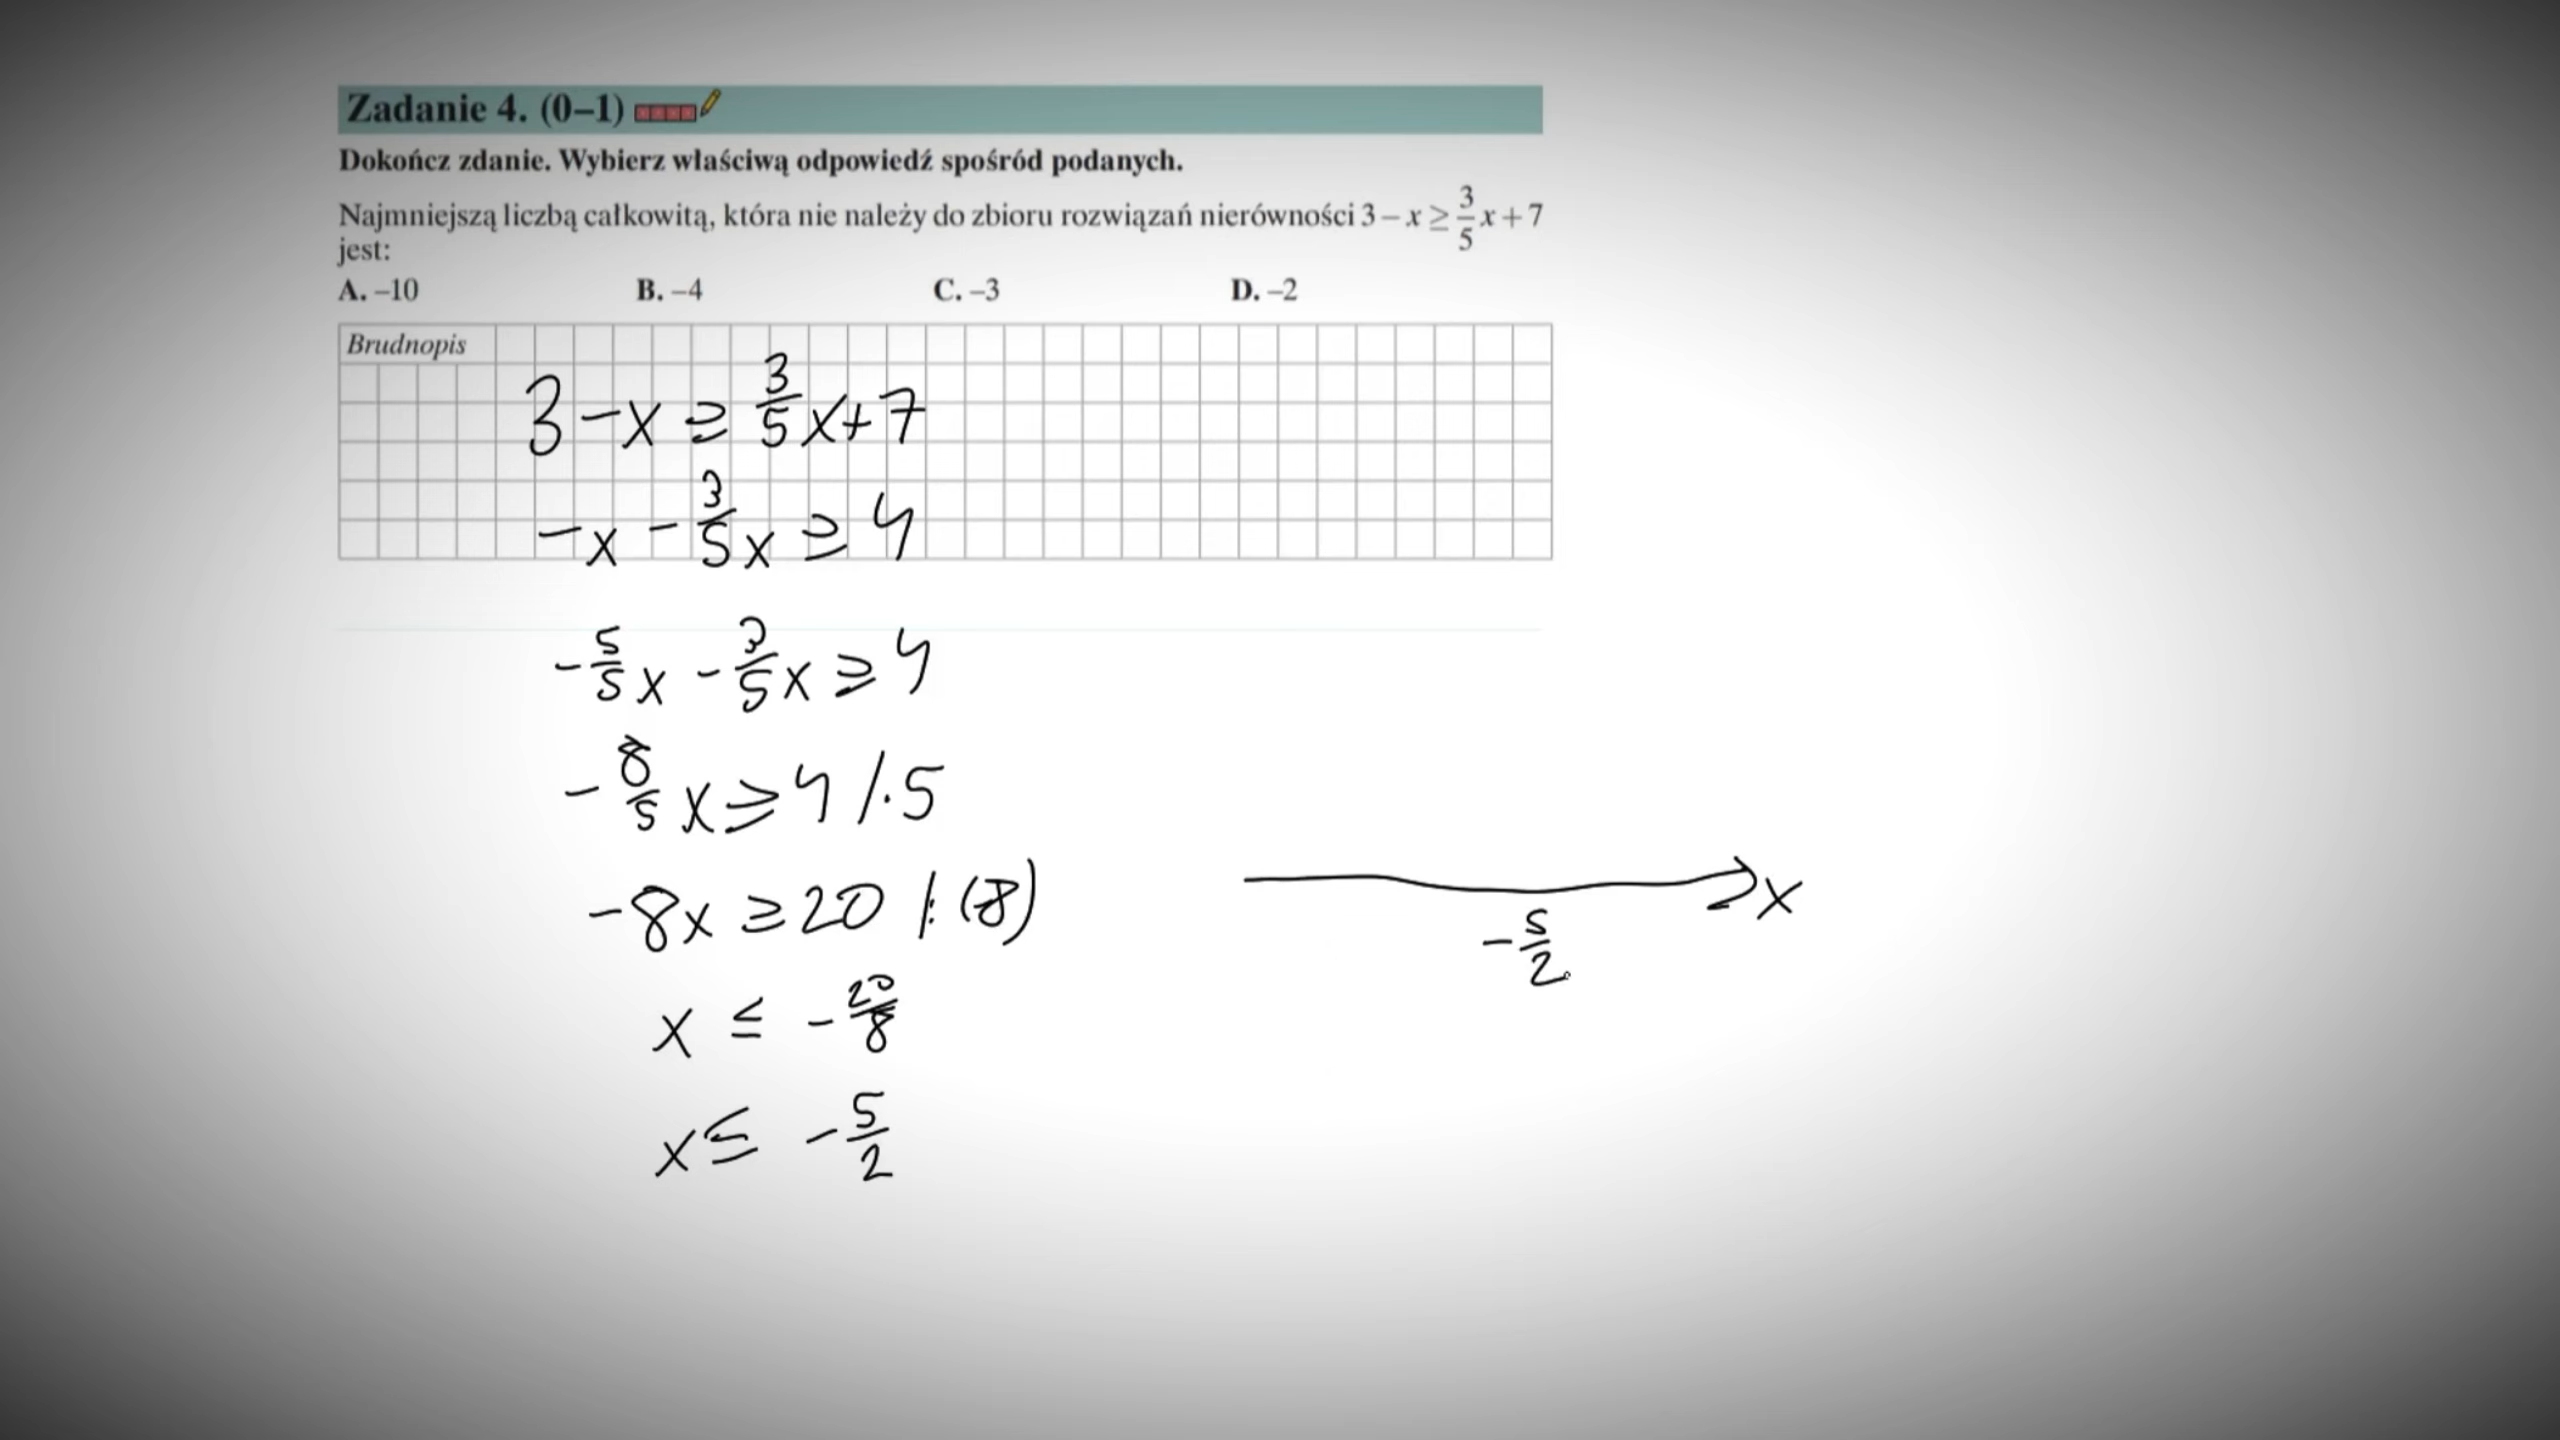 Zadanie 4. (0–1)
Dokończ zdanie. Wybierz właściwą odpowiedź spośród podanych.
Najmniejszą liczbą całkowitą, która nie należy do zbioru rozwiązań nierówności 3 – x ≥ 3/5 x + 7
jest:
A. –10 B. –4 C. –3 D. –2
Brudnopis
3 - x ≥ 3/5 x + 7
-x - 3/5 x ≥ 4
-5/5 x - 3/5 x ≥ 4
-8/5 x ≥ 4 /·5
-8x ≥ 20 /:(-8)
x ≤ -20/8
x ≤ -5/2
x
-5/2